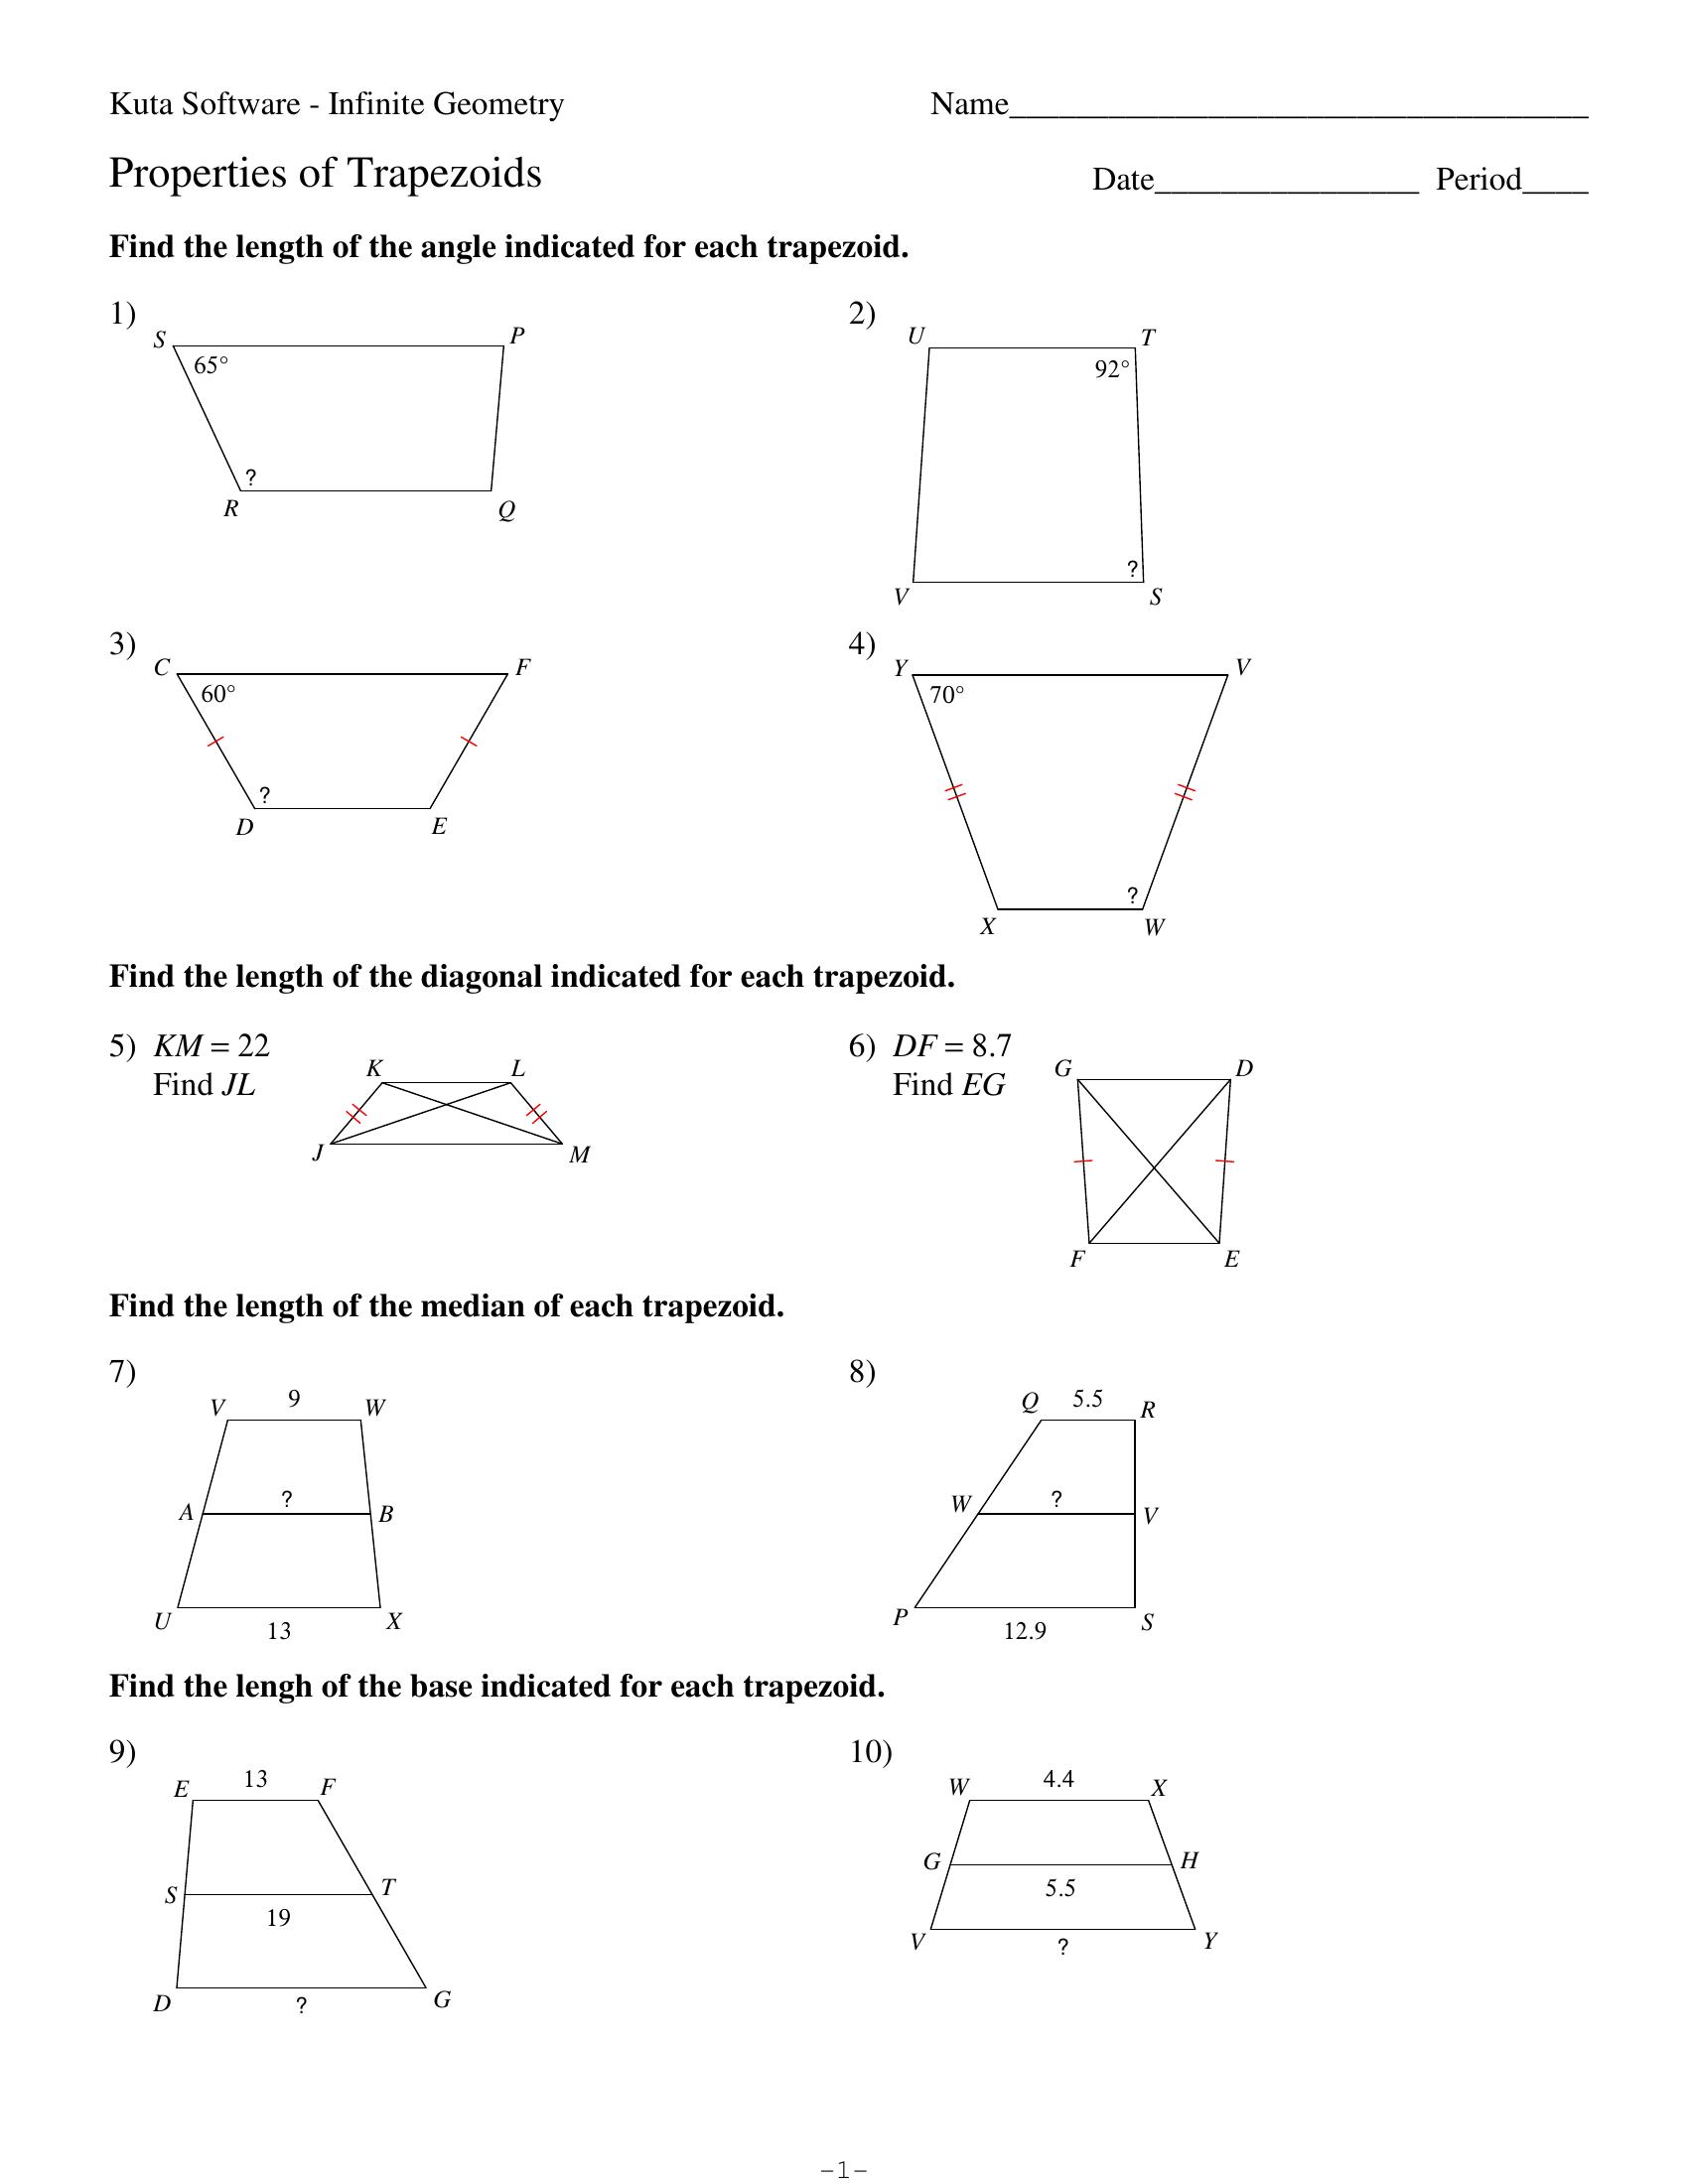 Kuta Software - Infinite Geometry
Name___________________________________
Properties of Trapezoids
Date________________ Period____
Find the length of the angle indicated for each trapezoid.
1)
S
P
65°
?
R
Q
2)
U
T
92°
?
V
S
3)
C
F
60°
?
D
E
4)
Y
V
70°
?
X
W
Find the length of the diagonal indicated for each trapezoid.
5) KM = 22
Find JL
K
L
J
M
6) DF = 8.7
Find EG
G
D
F
E
Find the length of the median of each trapezoid.
7)
V
9
W
A
?
B
U
13
X
8)
Q
5.5
R
W
?
V
P
12.9
S
Find the lengh of the base indicated for each trapezoid.
9)
E
13
F
S
T
19
D
?
G
10)
W
4.4
X
G
H
5.5
V
?
Y
-1-